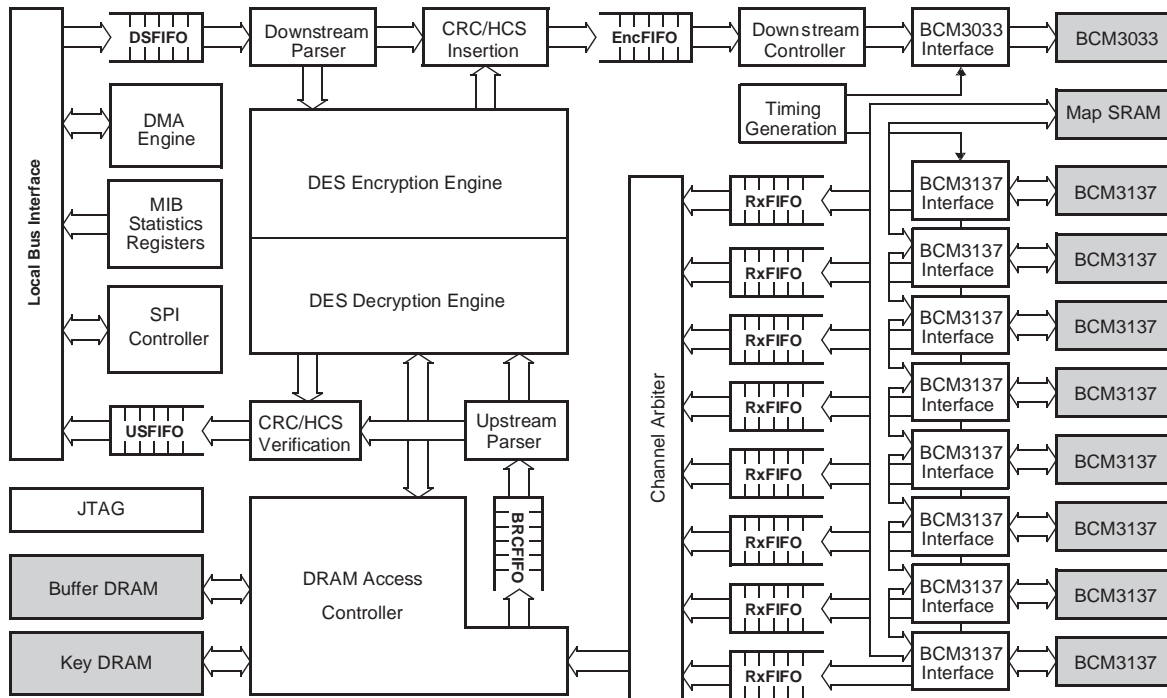 DSFIFO
Downstream
Parser
CRC/HCS
Insertion
EncFIFO
Downstream
Controller
BCM3033
Interface
BCM3033
Local Bus Interface
DMA
Engine
MIB
Statistics
Registers
SPI
Controller
USFIFO
DES Encryption Engine
DES Decryption Engine
CRC/HCS
Verification
Upstream
Parser
JTAG
Buffer DRAM
Key DRAM
DRAM Access
Controller
BRCFIFO
Channel Arbiter
Timing
Generation
Map SRAM
RxFIFO
BCM3137
Interface
BCM3137
RxFIFO
BCM3137
Interface
BCM3137
RxFIFO
BCM3137
Interface
BCM3137
RxFIFO
BCM3137
Interface
BCM3137
RxFIFO
BCM3137
Interface
BCM3137
RxFIFO
BCM3137
Interface
BCM3137
RxFIFO
BCM3137
Interface
BCM3137
RxFIFO
BCM3137
Interface
BCM3137